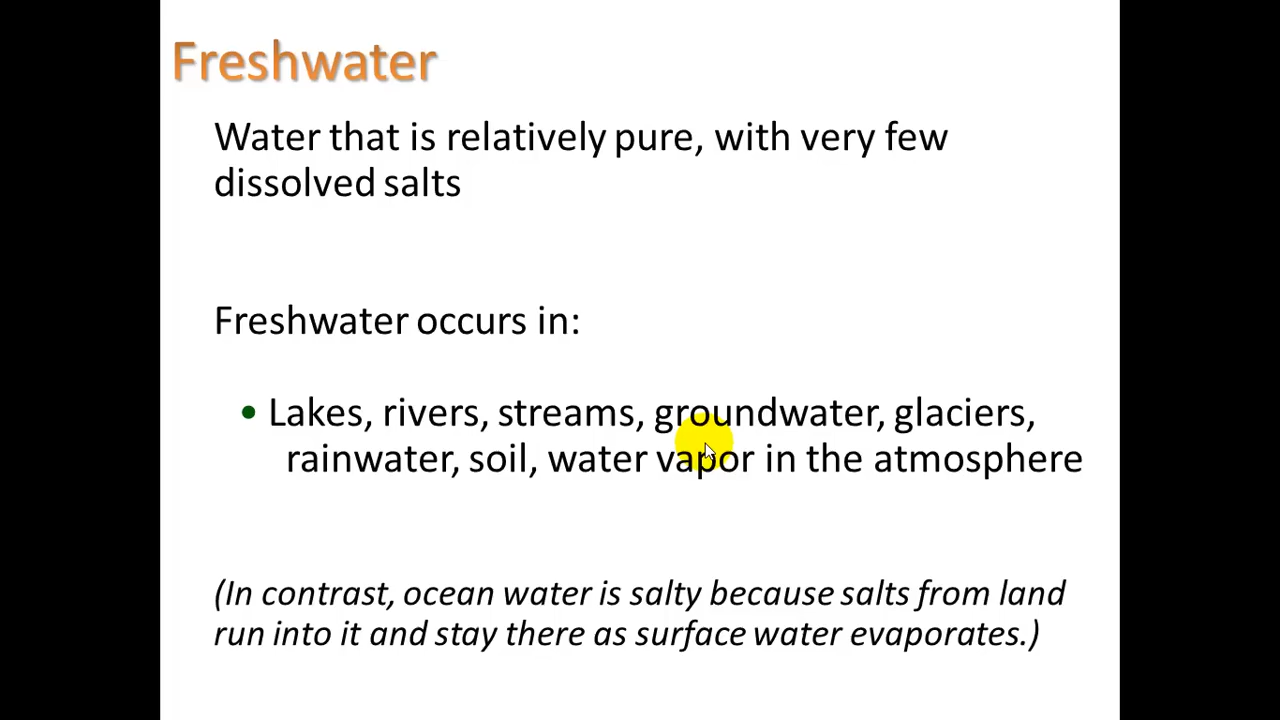 Freshwater
Water that is relatively pure, with very few
dissolved salts
Freshwater occurs in:
• Lakes, rivers, streams, groundwater, glaciers,
rainwater, soil, water vapor in the atmosphere
(In contrast, ocean water is salty because salts from land
run into it and stay there as surface water evaporates.)